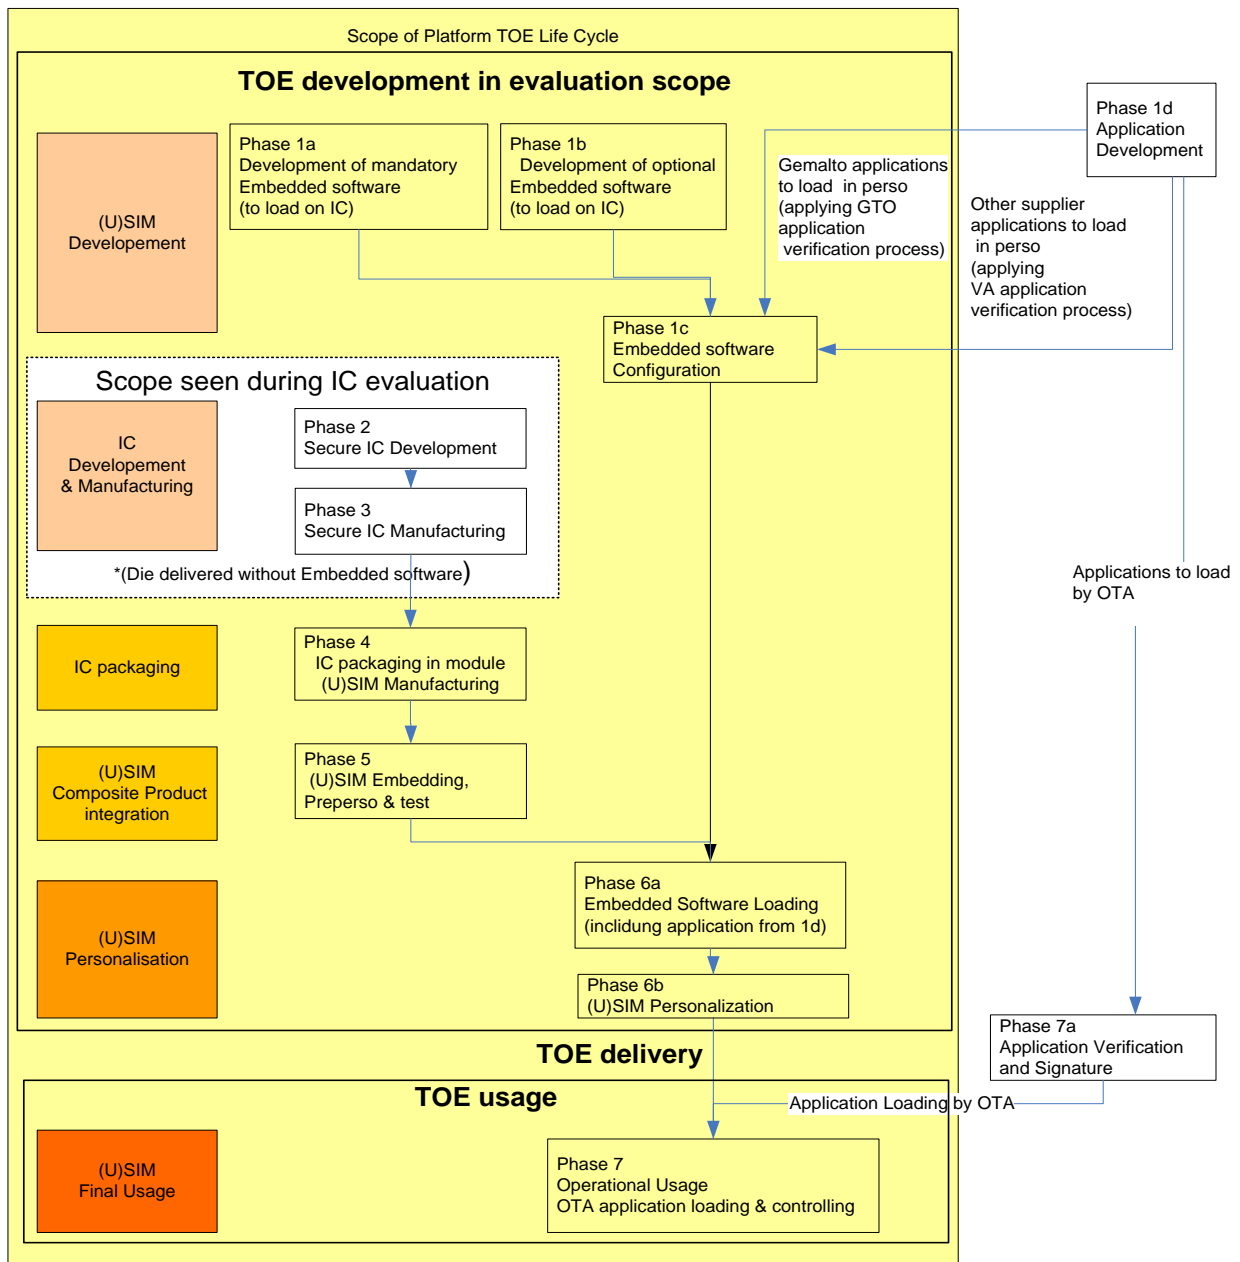 Scope of Platform TOE Life Cycle
TOE development in evaluation scope
(U)SIM
Developement
Phase 1a
Development of mandatory
Embedded software
(to load on IC)
Phase 1b
Development of optional
Embedded software
(to load on IC)
Gemalto applications
to load in perso
(applying GTO
application
verification process)
Phase 1d
Application
Development
Other supplier
applications to load
in perso
(applying
VA application
verification process)
Phase 1c
Embedded software
Configuration
Scope seen during IC evaluation
IC
Developement
& Manufacturing
Phase 2
Secure IC Development
Phase 3
Secure IC Manufacturing
*(Die delivered without Embedded software)
Applications to load
by OTA
IC packaging
Phase 4
IC packaging in module
(U)SIM Manufacturing
(U)SIM
Composite Product
integration
Phase 5
(U)SIM Embedding,
Preperso & test
(U)SIM
Personalisation
Phase 6a
Embedded Software Loading
(inclidung application from 1d)
Phase 6b
(U)SIM Personalization
TOE delivery
Phase 7a
Application Verification
and Signature
TOE usage
Application Loading by OTA
(U)SIM
Final Usage
Phase 7
Operational Usage
OTA application loading & controlling